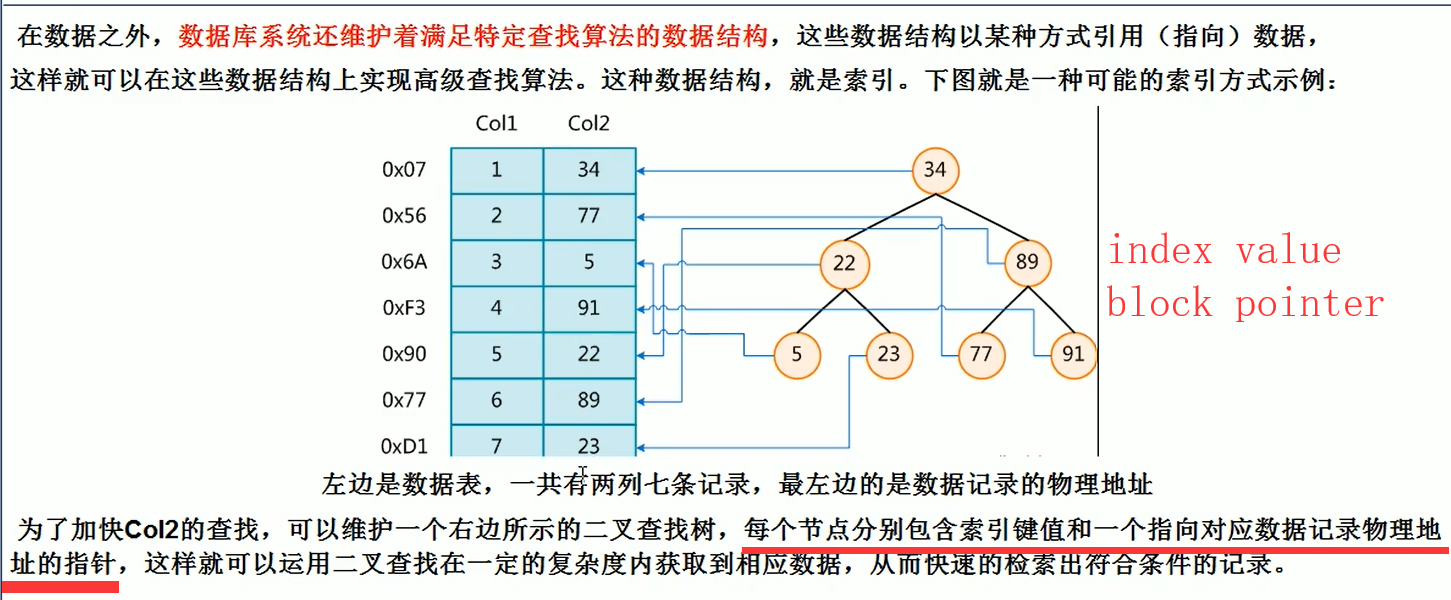 在数据之外，数据库系统还维护着满足特定查找算法的数据结构，这些数据结构以某种方式引用（指向）数据，
这样就可以在这些数据结构上实现高级查找算法。这种数据结构，就是索引。下图就是一种可能的索引方式示例：
Col1 Col2
0x07 1 34 34
0x56 2 77
0x6A 3 5 22 89
index value
0xF3 4 91
block pointer
0x90 5 22 5 23 77 91
0x77 6 89
0xD1 7 23
左边是数据表，一共有两列七条记录，最左边的是数据记录的物理地址
为了加快Col2的查找，可以维护一个右边所示的二叉查找树，每个节点分别包含索引键值和一个指向对应数据记录物理地
址的指针，这样就可以运用二叉查找在一定的复杂度内获取到相应数据，从而快速的检索出符合条件的记录。